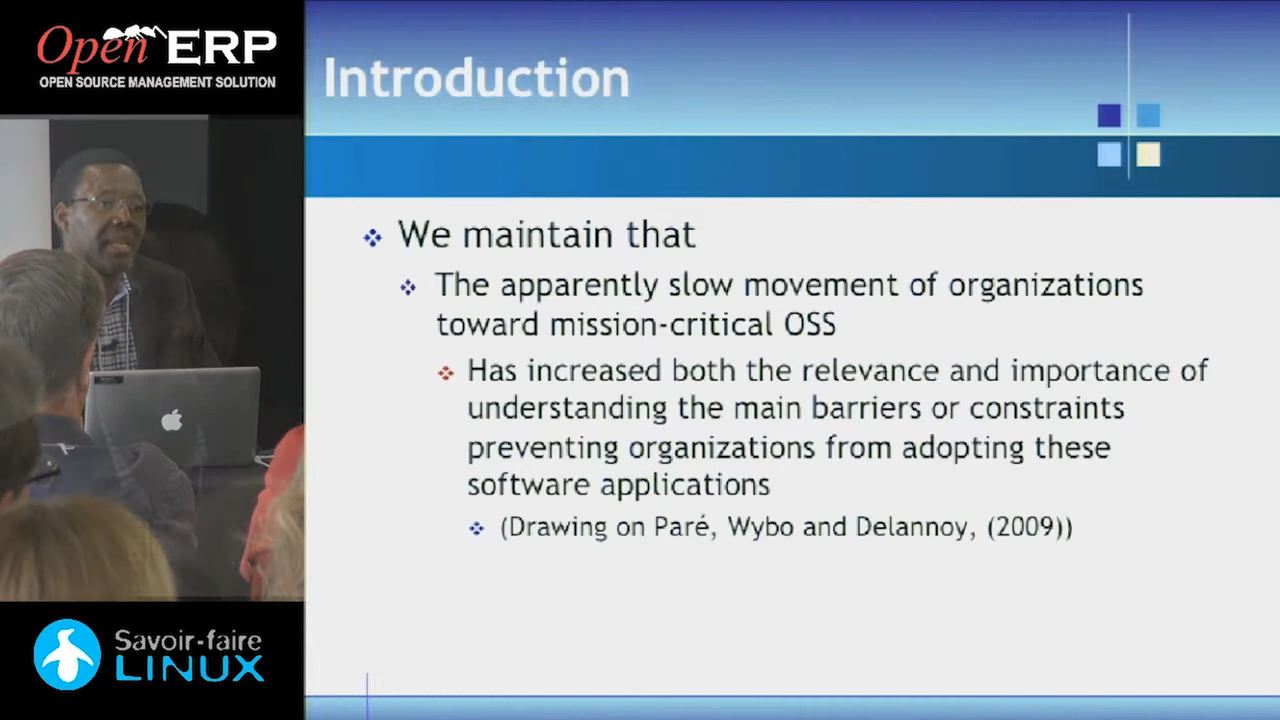 Open ERP
OPEN SOURCE MANAGEMENT SOLUTION
Introduction
We maintain that
The apparently slow movement of organizations
toward mission-critical OSS
Has increased both the relevance and importance of
understanding the main barriers or constraints
preventing organizations from adopting these
software applications
(Drawing on Paré, Wybo and Delannoy, (2009))
Savoir-faire
LINUX